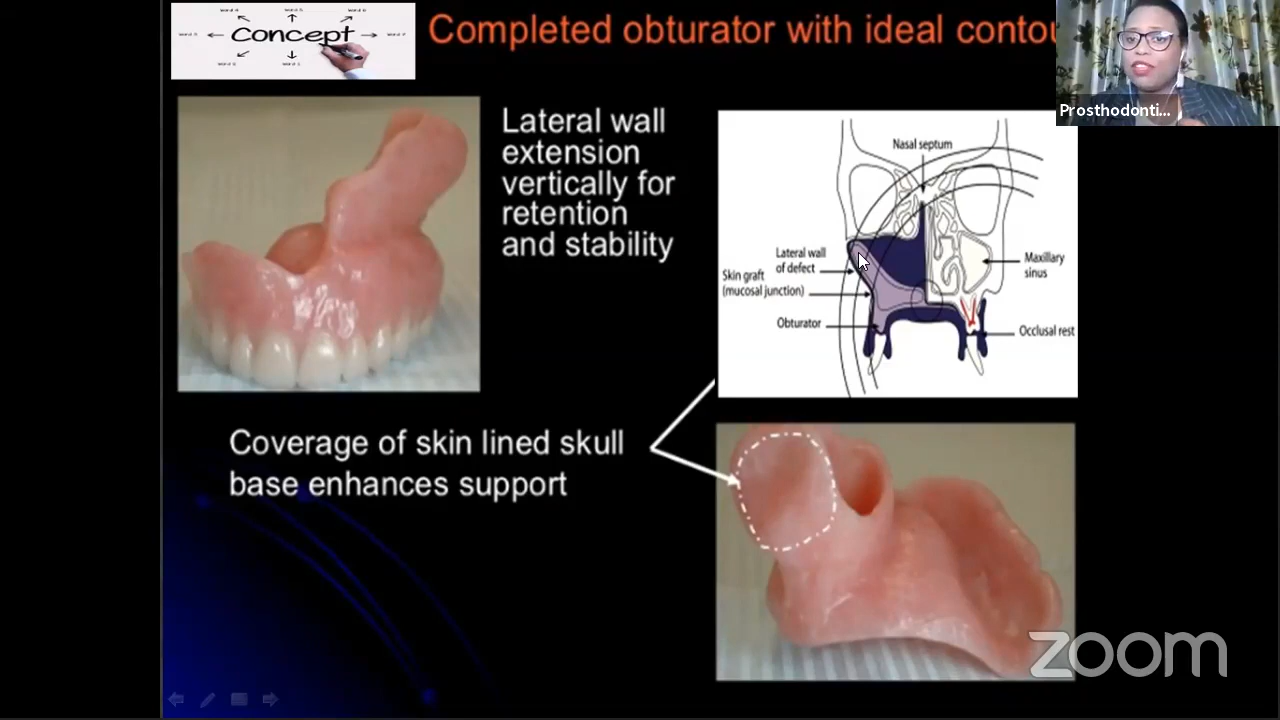 Concept
Completed obturator with ideal contou
Prosthodonti...
Lateral wall
extension
vertically for
retention
and stability
Nasal septum
Lateral wall
of defect
Skin graft
(mucosal junction)
Obturator
Maxillary
sinus
Occlusal rest
Coverage of skin lined skull
base enhances support
zoom